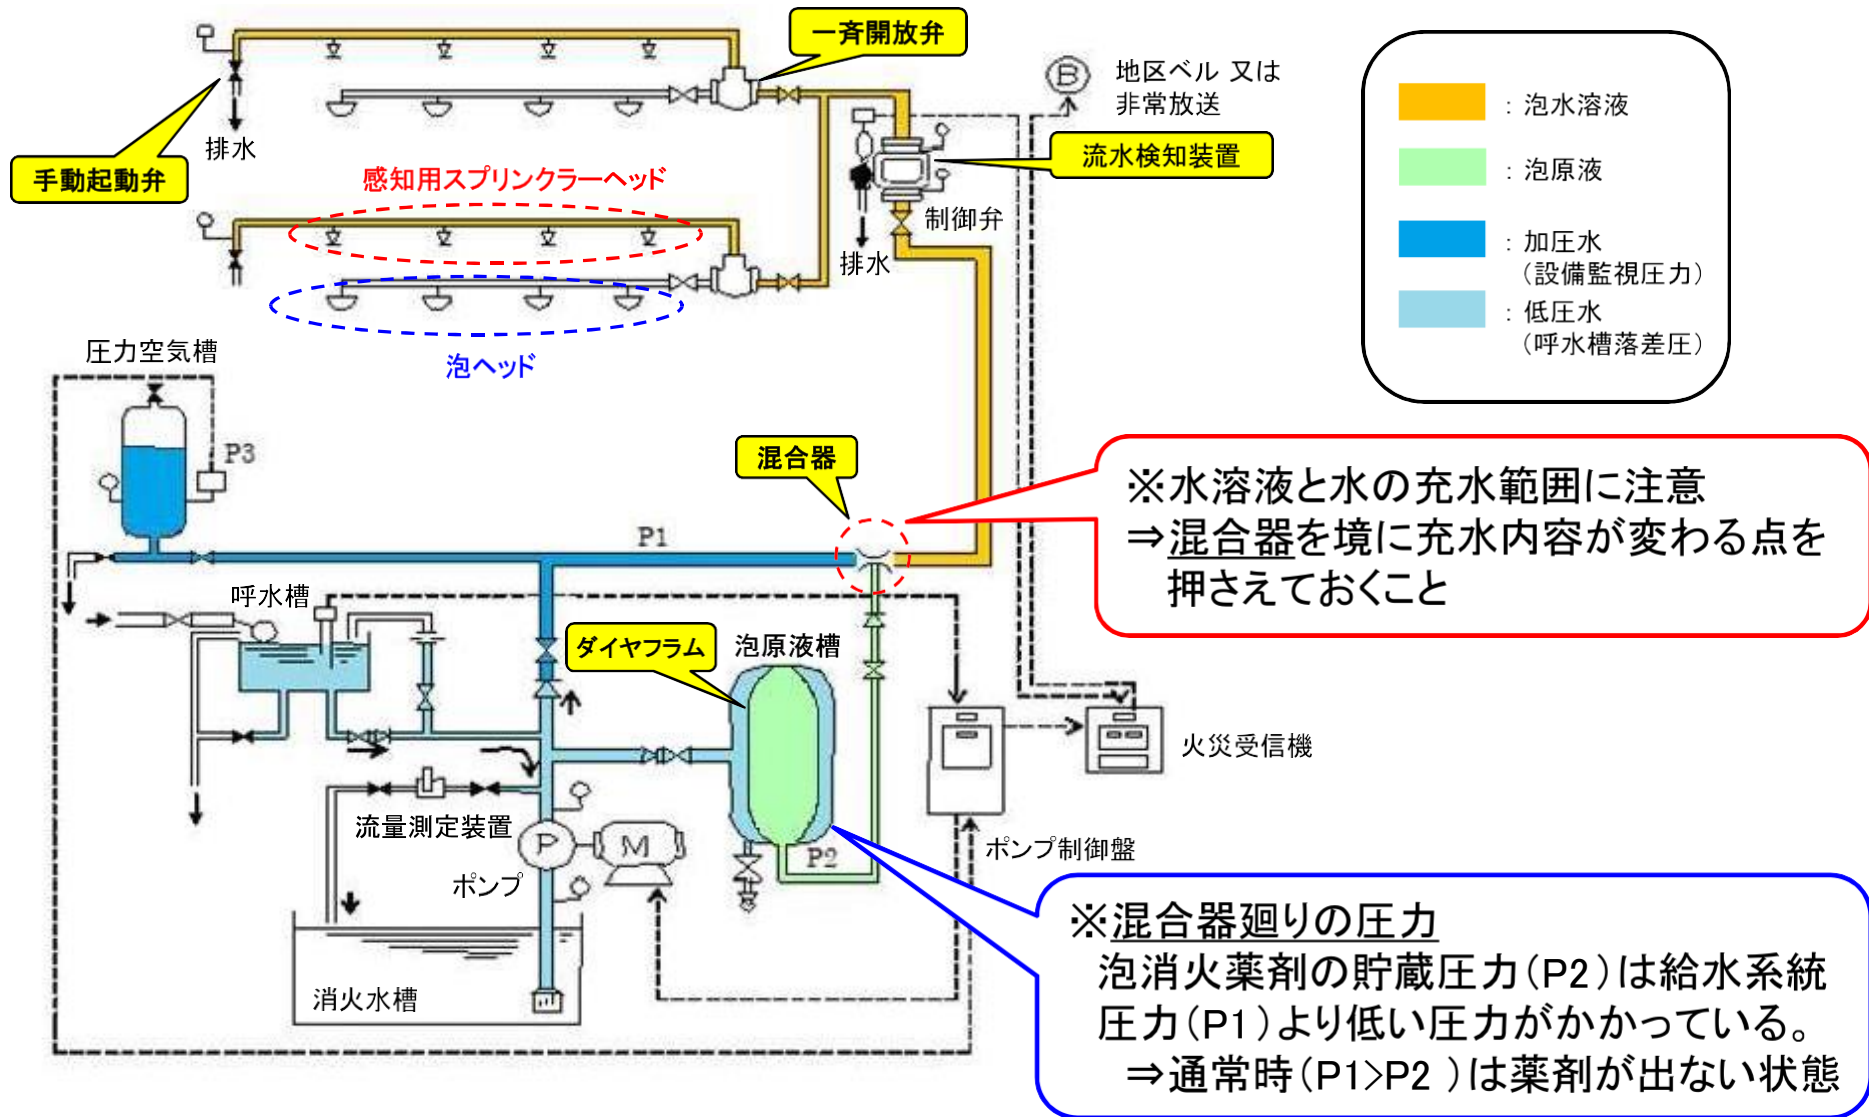 一斉開放弁
B
地区ベル 又は
非常放送
排水
手動起動弁
感知用スプリンクラーヘッド
流水検知装置
制御弁
排水
泡ヘッド
：泡水溶液
：泡原液
：加圧水
（設備監視圧力）
：低圧水
（呼水槽落差圧）
圧力空気槽
P3
混合器
P1
※水溶液と水の充水範囲に注意
⇒混合器を境に充水内容が変わる点を
押さえておくこと
呼水槽
ダイヤフラム
泡原液槽
火災受信機
流量測定装置
P
M
P2
ポンプ制御盤
ポンプ
消火水槽
※混合器廻りの圧力
泡消火薬剤の貯蔵圧力(P2)は給水系統
圧力(P1)より低い圧力がかかっている。
⇒通常時(P1>P2 )は薬剤が出ない状態